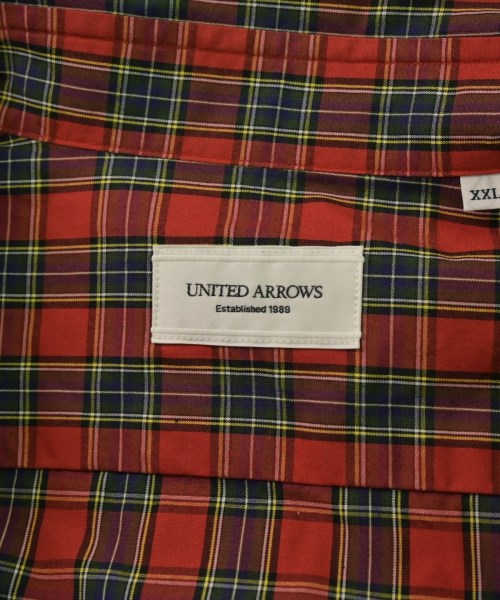 XXL
UNITED ARROWS
Established 1989